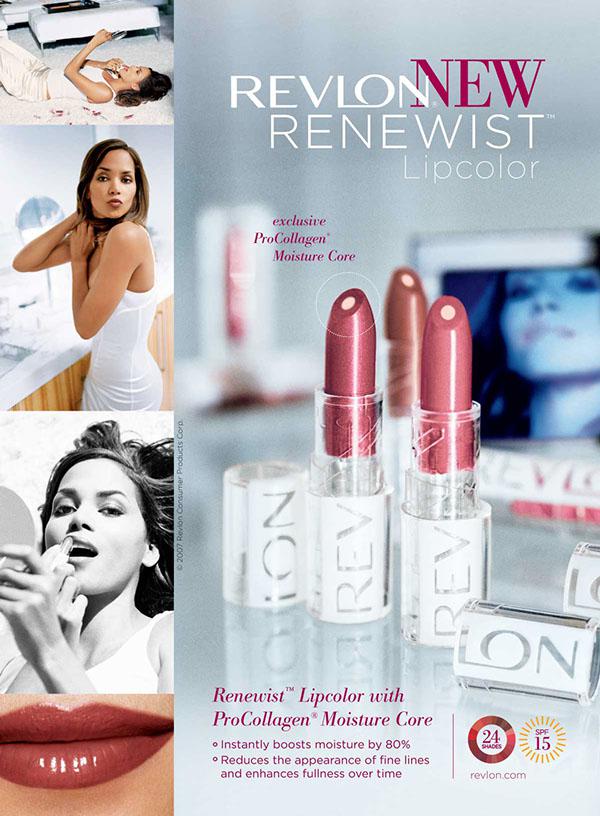 REVLON® NEW
RENEWIST™
Lipcolor
exclusive
ProCollagen®
Moisture Core
© 2007 Revlon Consumer Products Corp.
REVLON
LON
REV
REV
LON
Renewist™ Lipcolor with
ProCollagen® Moisture Core
Instantly boosts moisture by 80%
Reduces the appearance of fine lines
and enhances fullness over time
24
SHADES
SPF
15
revlon.com